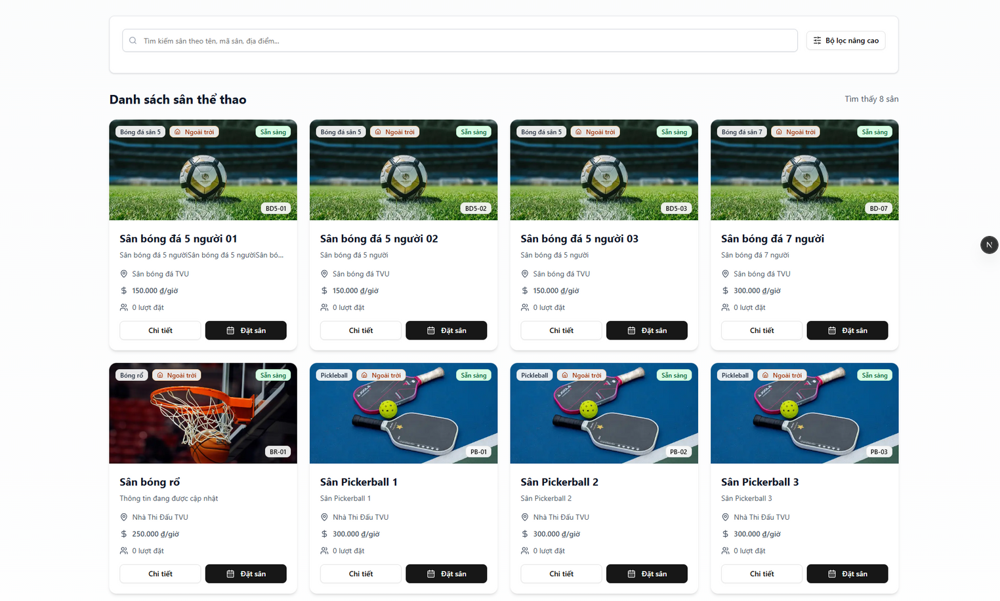 Tìm kiếm sân theo tên, mã sân, địa điểm...
Bộ lọc nâng cao
Danh sách sân thể thao
Tìm thấy 8 sân
Bóng đá sân 5
Ngoài trời
Sẵn sàng
BD5-01
Sân bóng đá 5 người 01
Sân bóng đá 5 ngườiSân bóng đá 5 ngườiSân bó...
Sân bóng đá TVU
150.000 ₫/giờ
0 lượt đặt
Chi tiết
Đặt sân
Bóng đá sân 5
Ngoài trời
Sẵn sàng
BD5-02
Sân bóng đá 5 người 02
Sân bóng đá 5 người
Sân bóng đá TVU
150.000 ₫/giờ
0 lượt đặt
Chi tiết
Đặt sân
Bóng đá sân 5
Ngoài trời
Sẵn sàng
BD5-03
Sân bóng đá 5 người 03
Sân bóng đá 5 người
Sân bóng đá TVU
150.000 ₫/giờ
0 lượt đặt
Chi tiết
Đặt sân
Bóng đá sân 7
Ngoài trời
Sẵn sàng
BD-07
Sân bóng đá 7 người
Sân bóng đá 7 người
Sân bóng đá TVU
300.000 ₫/giờ
0 lượt đặt
Chi tiết
Đặt sân
N
Bóng rổ
Ngoài trời
Sẵn sàng
BR-01
Sân bóng rổ
Thông tin đang được cập nhật
Nhà Thi Đấu TVU
250.000 ₫/giờ
0 lượt đặt
Chi tiết
Đặt sân
Pickleball
Ngoài trời
Sẵn sàng
PB-01
Sân Pickerball 1
Sân Pickerball 1
Nhà Thi Đấu TVU
300.000 ₫/giờ
0 lượt đặt
Chi tiết
Đặt sân
Pickleball
Ngoài trời
Sẵn sàng
PB-02
Sân Pickerball 2
Sân Pickerball 2
Nhà Thi Đấu TVU
300.000 ₫/giờ
0 lượt đặt
Chi tiết
Đặt sân
Pickleball
Ngoài trời
Sẵn sàng
PB-03
Sân Pickerball 3
Sân Pickerball 3
Nhà Thi Đấu TVU
300.000 ₫/giờ
0 lượt đặt
Chi tiết
Đặt sân